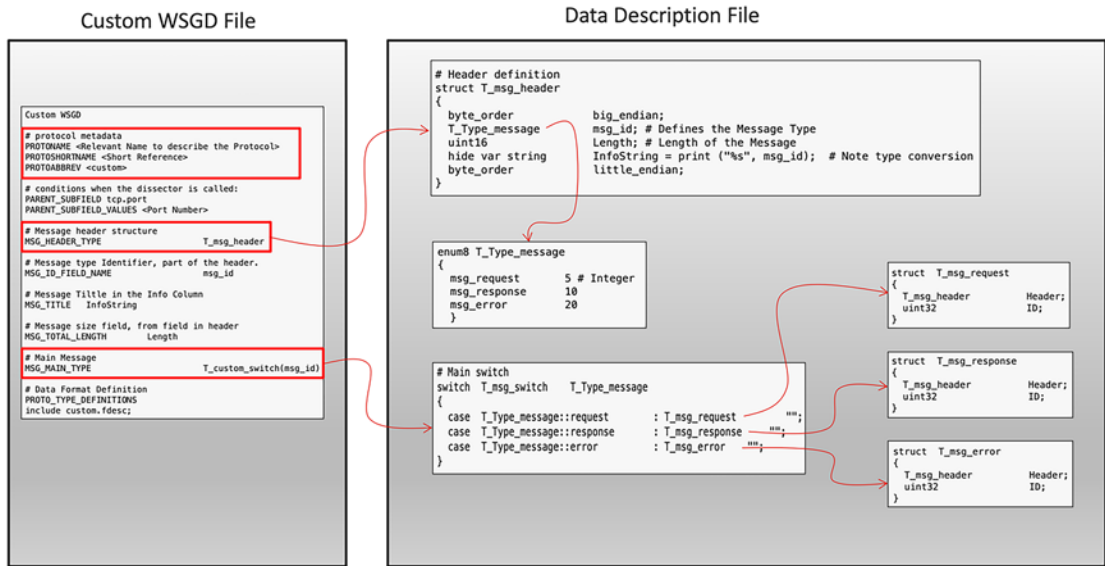 Custom WSGD File
Data Description File
Custom WSGD
# protocol metadata
PROTONAME <Relevant Name to describe the Protocol>
PROTOSHORTNAME <Short Reference>
PROTOABBREV <custom>
# conditions when the dissector is called:
PARENT_SUBFIELD tcp.port
PARENT_SUBFIELD_VALUES <Port Number>
# Message header structure
MSG_HEADER_TYPE T_msg_header
# Message type Identifier, part of the header.
MSG_ID_FIELD_NAME msg_id
# Message Tiltle in the Info Column
MSG_TITLE InfoString
# Message size field, from field in header
MSG_TOTAL_LENGTH Length
# Main Message
MSG_MAIN_TYPE T_custom_switch(msg_id)
# Data Format Definition
PROTO_TYPE_DEFINITIONS
include custom.fdesc;
# Header definition
struct T_msg_header
{
byte_order big_endian;
T_Type_message msg_id; # Defines the Message Type
uint16 Length; # Length of the Message
hide var string InfoString = print ("%s", msg_id); # Note type conversion
byte_order little_endian;
}
enum8 T_Type_message
{
msg_request 5 # Integer
msg_response 10
msg_error 20
}
# Main switch
switch T_msg_switch T_Type_message
{
case T_Type_message::request : T_msg_request "";
case T_Type_message::response : T_msg_response "";
case T_Type_message::error : T_msg_error "";
}
struct T_msg_request
{
T_msg_header Header;
uint32 ID;
}
struct T_msg_response
{
T_msg_header Header;
uint32 ID;
}
struct T_msg_error
{
T_msg_header Header;
uint32 ID;
}